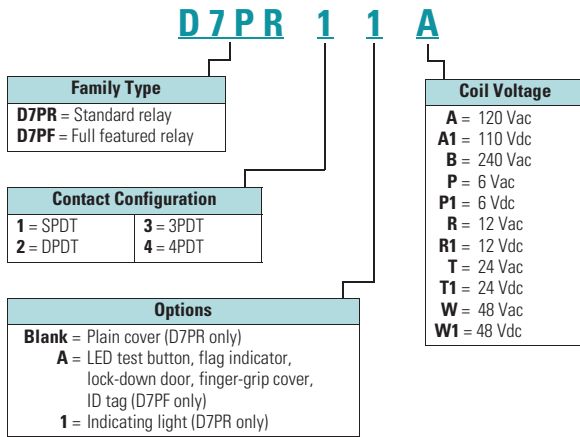 D7PR 1 1 A
Family Type
D7PR = Standard relay
D7PF = Full featured relay
Contact Configuration
1 = SPDT
2 = DPDT
3 = 3PDT
4 = 4PDT
Options
Blank = Plain cover (D7PR only)
A = LED test button, flag indicator,
lock-down door, finger-grip cover,
ID tag (D7PF only)
1 = Indicating light (D7PR only)
Coil Voltage
A = 120 Vac
A1 = 110 Vdc
B = 240 Vac
P = 6 Vac
P1 = 6 Vdc
R = 12 Vac
R1 = 12 Vdc
T = 24 Vac
T1 = 24 Vdc
W = 48 Vac
W1 = 48 Vdc